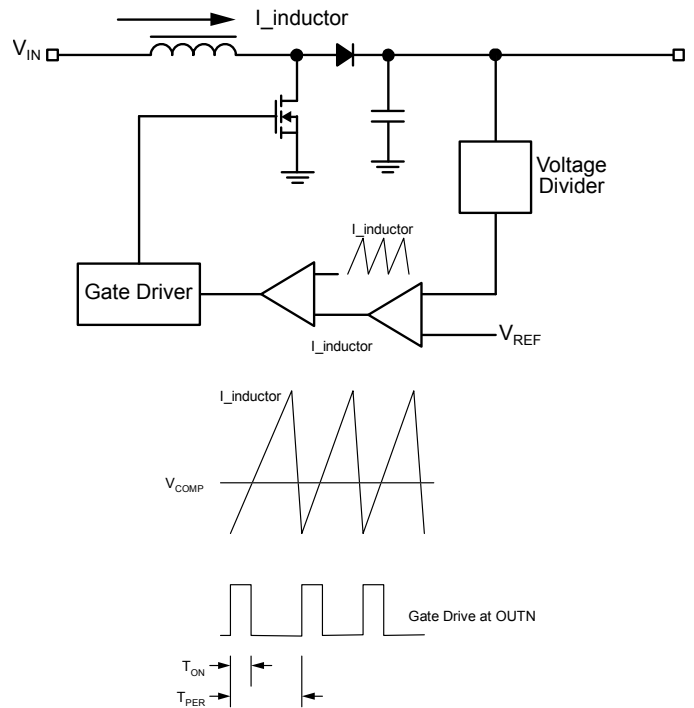 I_inductor
V_IN
Voltage
Divider
I_inductor
Gate Driver
V_REF
I_inductor
I_inductor
V_COMP
Gate Drive at OUTN
T_ON
T_PER